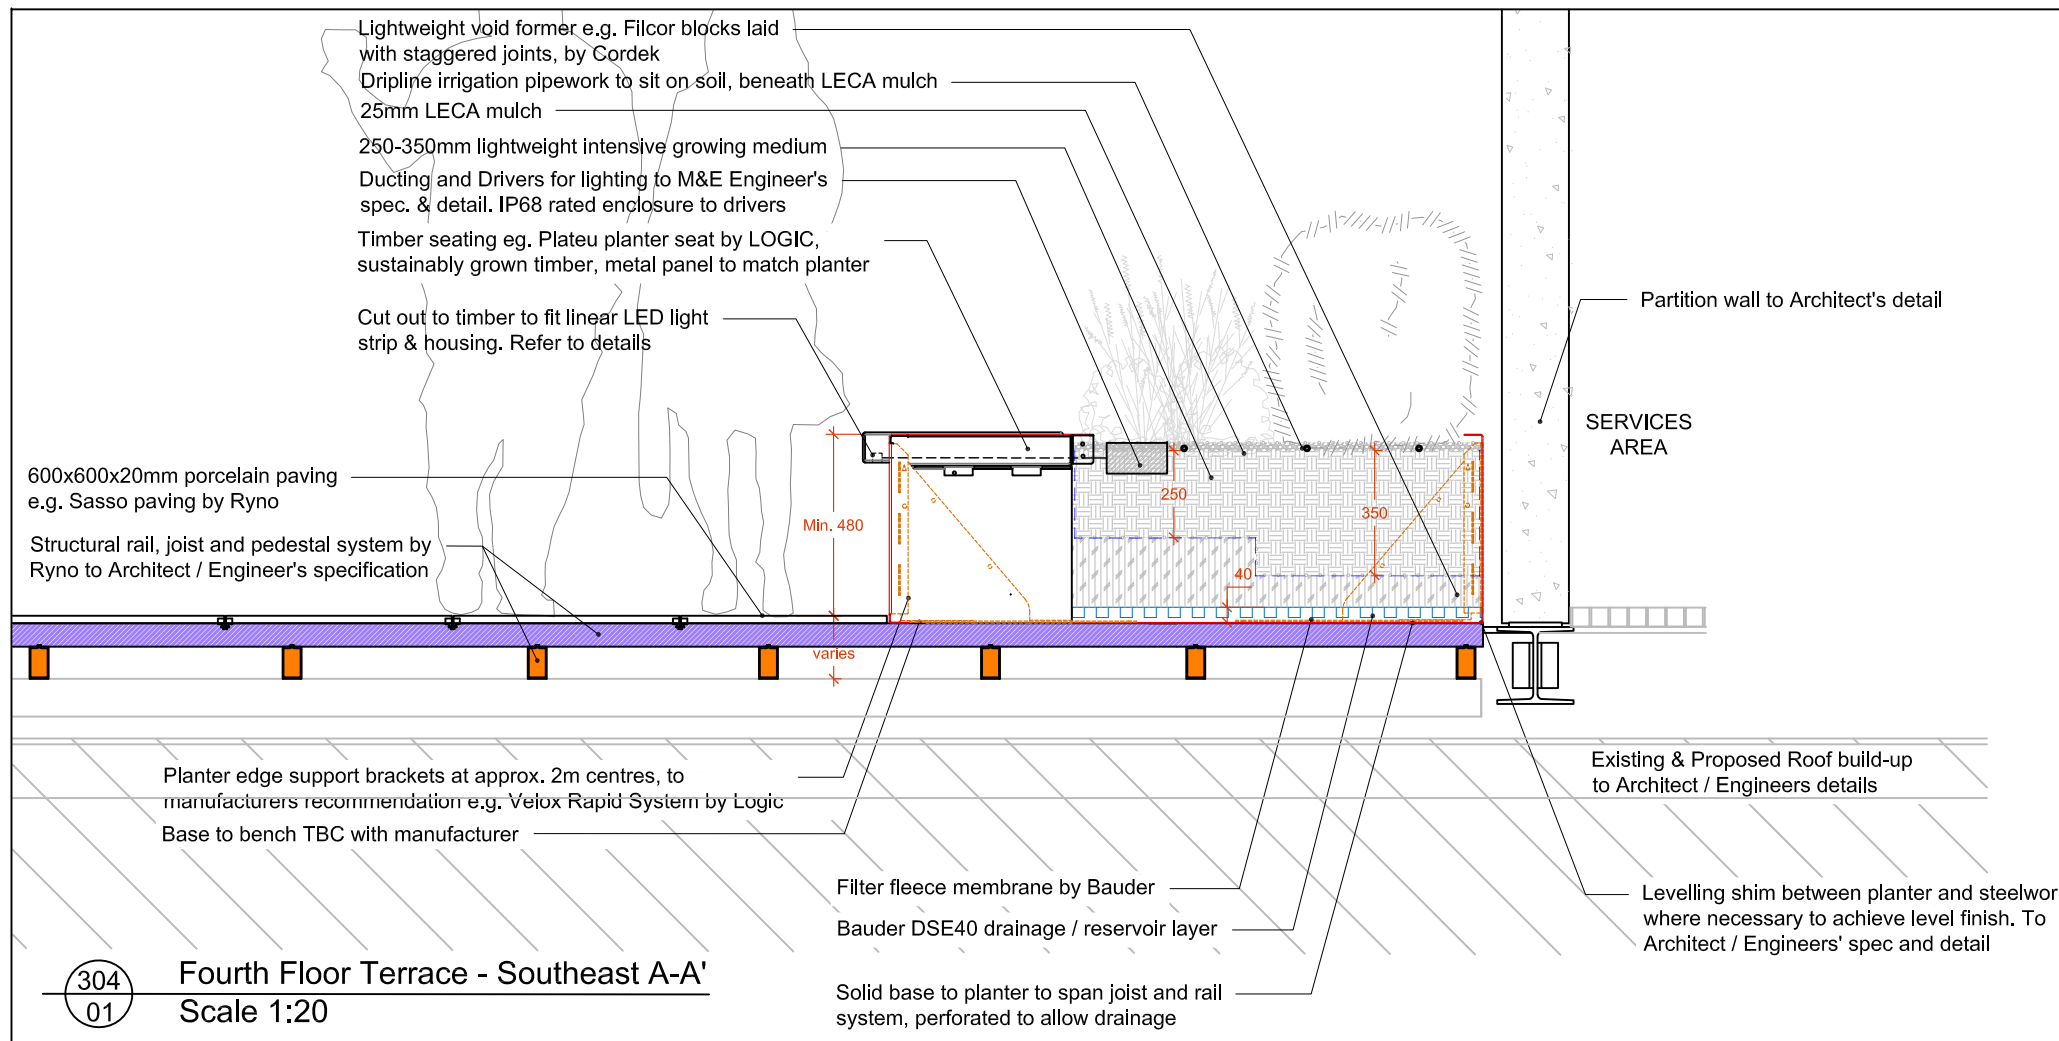 Lightweight void former e.g. Filcor blocks laid
with staggered joints, by Cordek
Dripline irrigation pipework to sit on soil, beneath LECA mulch
25mm LECA mulch
250-350mm lightweight intensive growing medium
Ducting and Drivers for lighting to M&E Engineer's
spec. & detail. IP68 rated enclosure to drivers
Timber seating eg. Plateu planter seat by LOGIC,
sustainably grown timber, metal panel to match planter
Cut out to timber to fit linear LED light
strip & housing. Refer to details
Partition wall to Architect's detail
SERVICES
AREA
600x600x20mm porcelain paving
e.g. Sasso paving by Ryno
Structural rail, joist and pedestal system by
Ryno to Architect / Engineer's specification
Min. 480
varies
250
350
40
Planter edge support brackets at approx. 2m centres, to
manufacturers recommendation e.g. Velox Rapid System by Logic
Base to bench TBC with manufacturer
Existing & Proposed Roof build-up
to Architect / Engineers details
Filter fleece membrane by Bauder
Bauder DSE40 drainage / reservoir layer
Solid base to planter to span joist and rail
system, perforated to allow drainage
Levelling shim between planter and steelwor
where necessary to achieve level finish. To
Architect / Engineers' spec and detail
304
01
Fourth Floor Terrace - Southeast A-A'
Scale 1:20